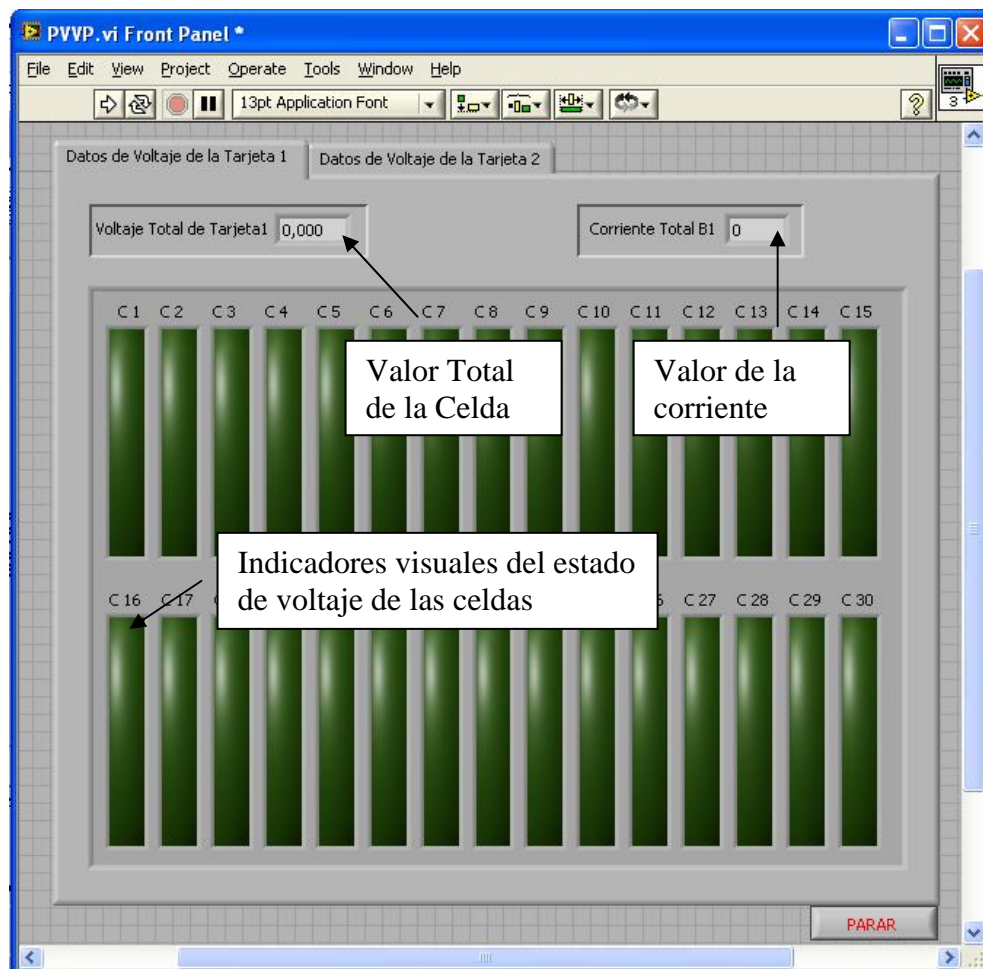 PVVP.vi Front Panel *
File Edit View Project Operate Tools Window Help
13pt Application Font
?
3
Datos de Voltaje de la Tarjeta 1
Datos de Voltaje de la Tarjeta 2
Voltaje Total de Tarjeta1 0,000
Corriente Total B1 0
C 1 C 2 C 3 C 4 C 5 C 6 C 7 C 8 C 9 C 10 C 11 C 12 C 13 C 14 C 15
Valor Total
de la Celda
Valor de la
corriente
Indicadores visuales del estado
de voltaje de las celdas
C 16 C 17 C 27 C 28 C 29 C 30
PARAR